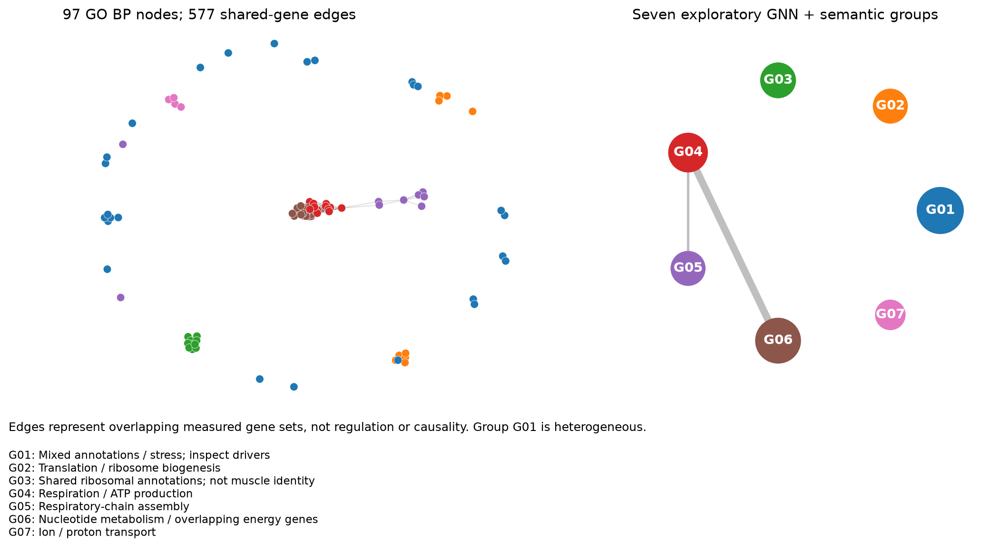 97 GO BP nodes; 577 shared-gene edges
Seven exploratory GNN + semantic groups
G03
G02
G04
G01
G05
G07
G06
Edges represent overlapping measured gene sets, not regulation or causality. Group G01 is heterogeneous.
G01: Mixed annotations / stress; inspect drivers
G02: Translation / ribosome biogenesis
G03: Shared ribosomal annotations; not muscle identity
G04: Respiration / ATP production
G05: Respiratory-chain assembly
G06: Nucleotide metabolism / overlapping energy genes
G07: Ion / proton transport